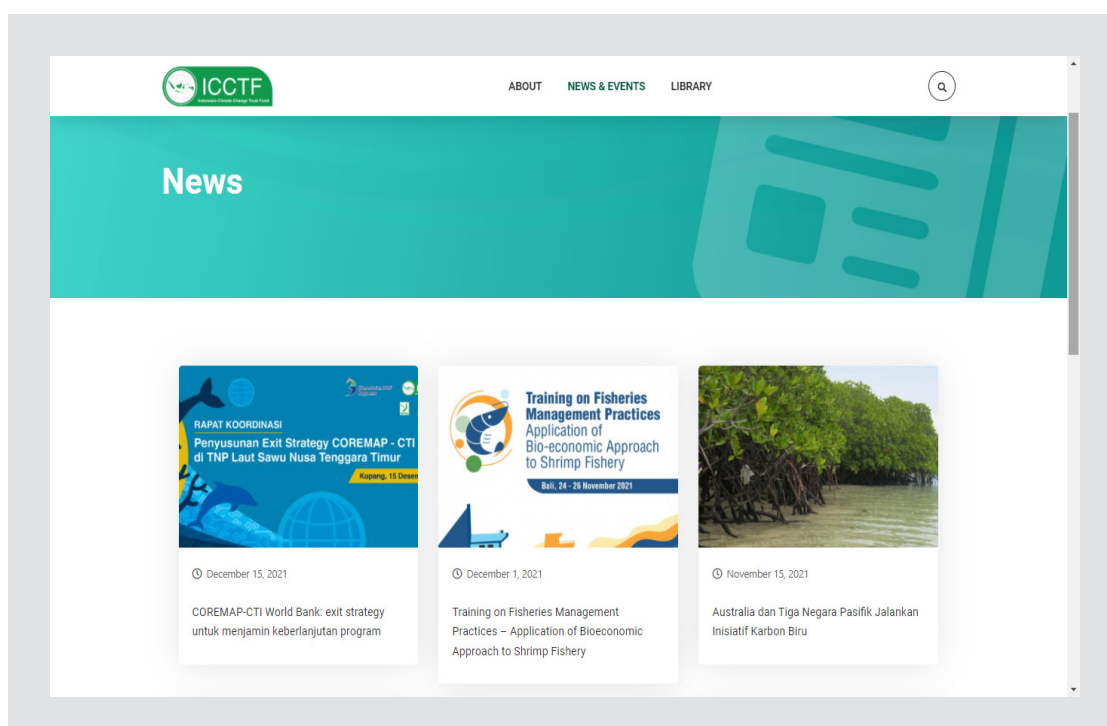 ICCTF
Indonesia Climate Change Trust Fund
ABOUT NEWS & EVENTS LIBRARY
News
RAPAT KOORDINASI
Penyusunan Exit Strategy COREMAP - CTI
di TNP Laut Sawu Nusa Tenggara Timur
Kupang, 15 Desem
Training on Fisheries
Management Practices
Application of
Bio-economic Approach
to Shrimp Fishery
Bali, 24 - 26 November 2021
December 15, 2021
COREMAP-CTI World Bank: exit strategy
untuk menjamin keberlanjutan program
December 1, 2021
Training on Fisheries Management
Practices – Application of Bioeconomic
Approach to Shrimp Fishery
November 15, 2021
Australia dan Tiga Negara Pasifik Jalankan
Inisiatif Karbon Biru